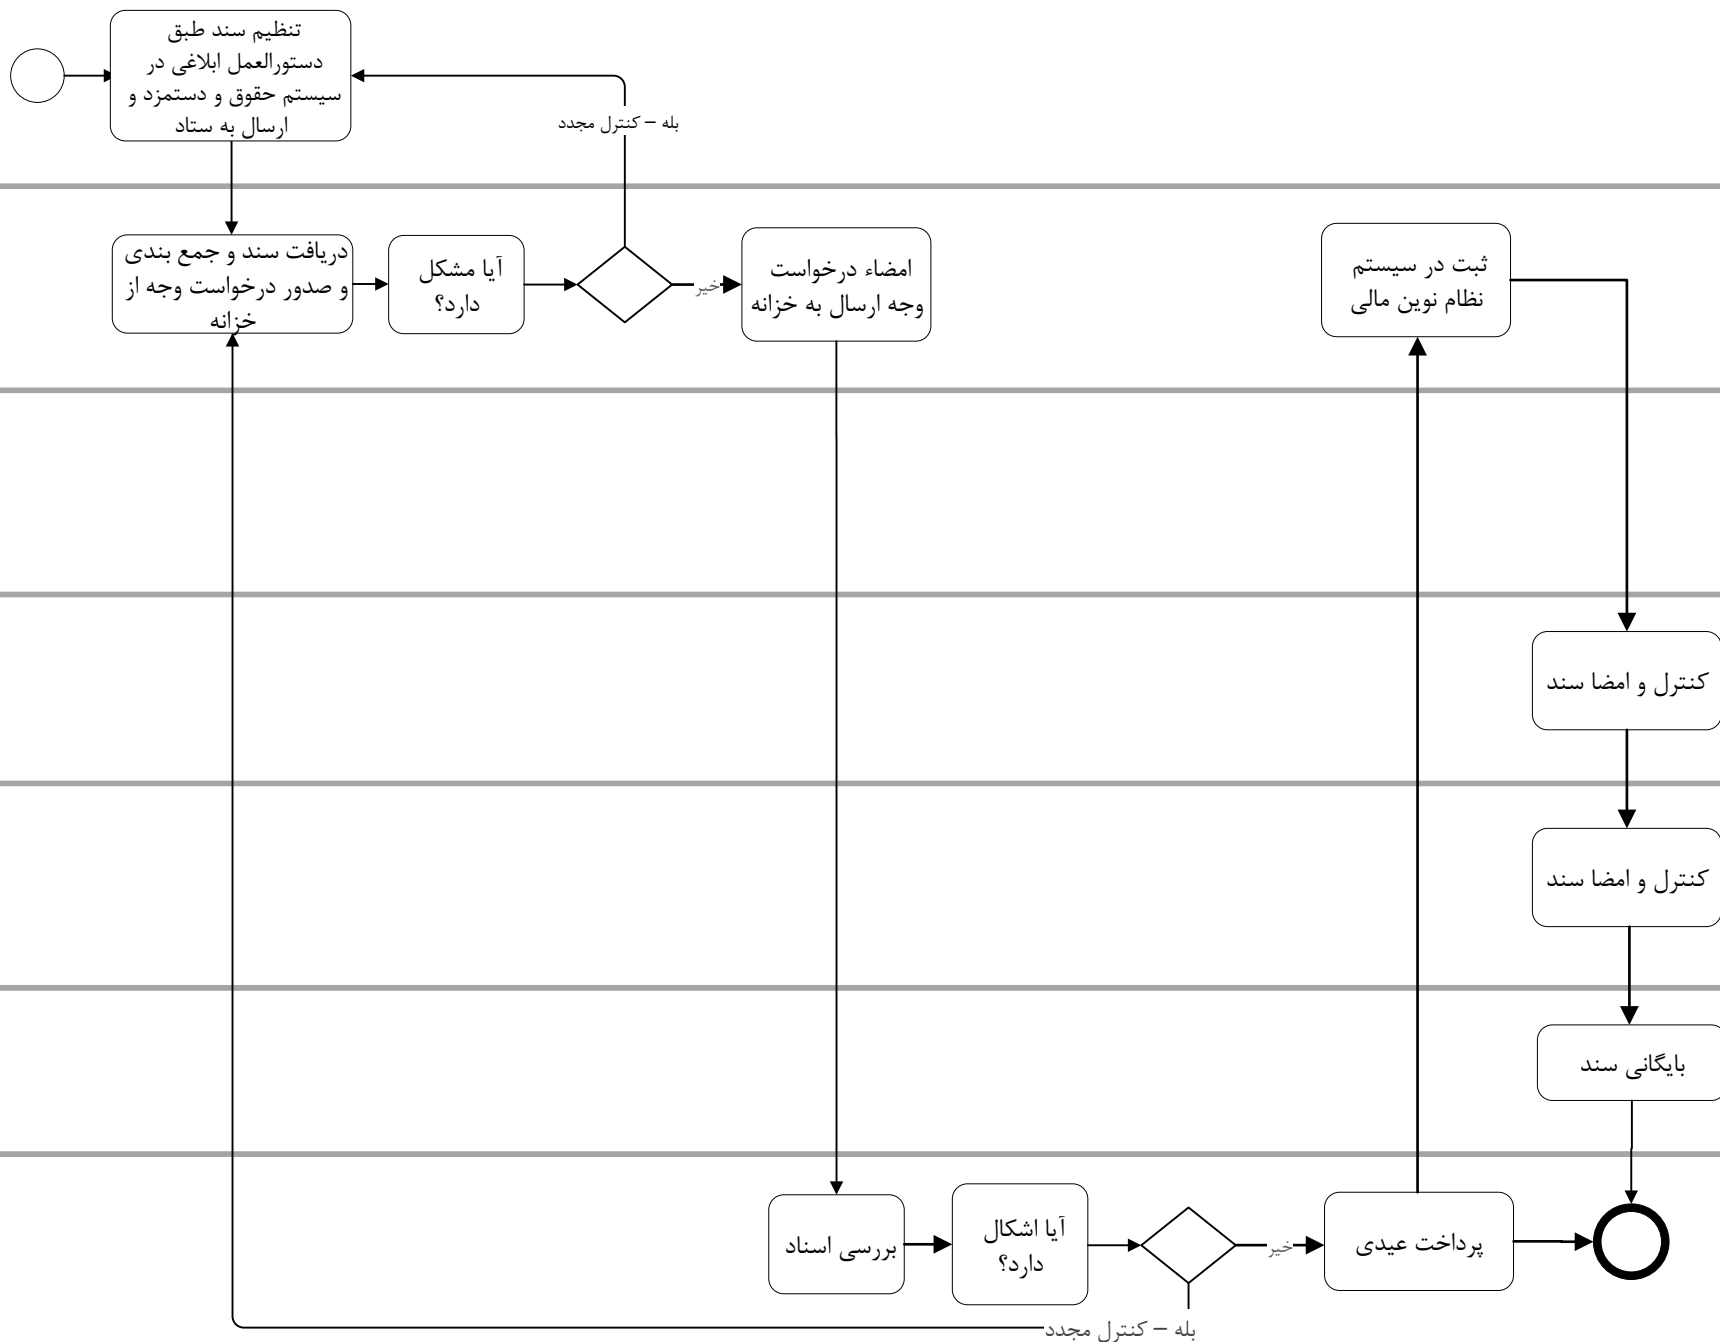 تنظیم سند طبق
دستورالعمل ابلاغی در
سیستم حقوق و دستمزد و
ارسال به ستاد
بله – کنترل مجدد
دریافت سند و جمع بندی
و صدور درخواست وجه از
خزانه
آیا مشکل
دارد؟
خیر
امضاء درخواست
وجه ارسال به خزانه
ثبت در سیستم
نظام نوین مالی
کنترل و امضا سند
کنترل و امضا سند
بایگانی سند
بررسی اسناد
آیا اشکال
دارد؟
خیر
پرداخت عیدی
بله – کنترل مجدد